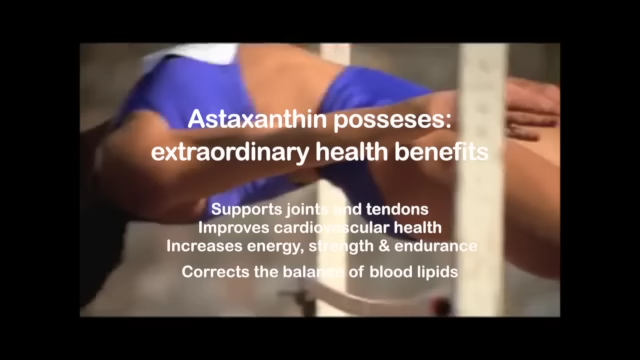 Astaxanthin posseses:
extraordinary health benefits
Supports joints and tendons
Improves cardiovascular health
Increases energy, strength & endurance
Corrects the balance of blood lipids